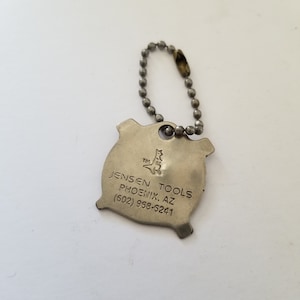 JENSEN TOOLS
PHOENIX, AZ
(602) 968-6241